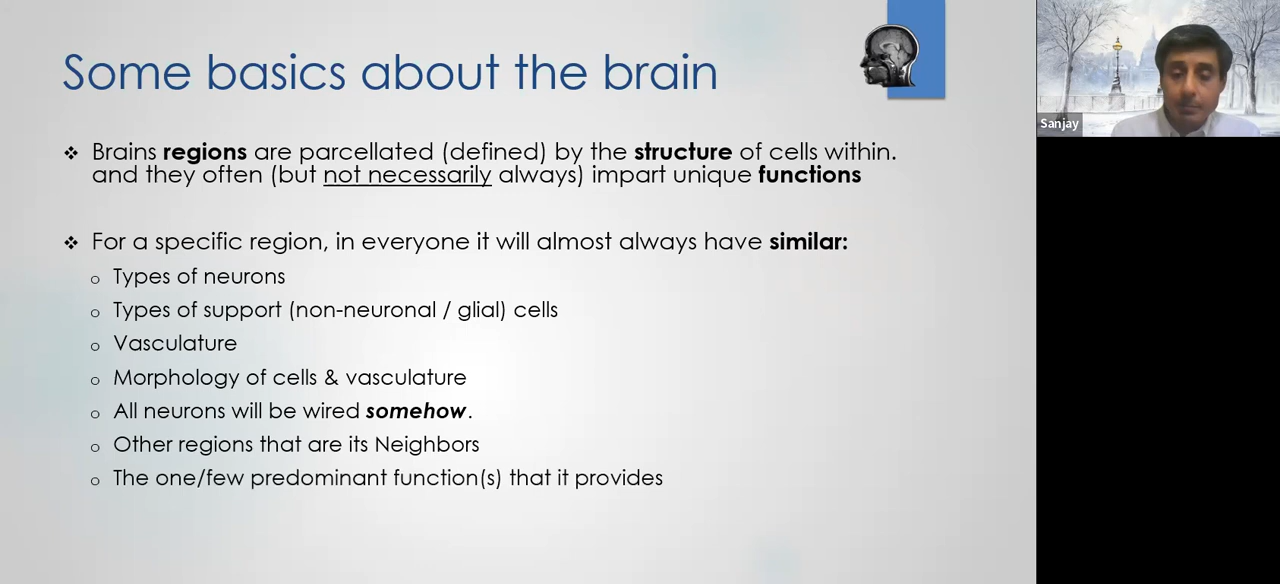 Some basics about the brain
❖ Brains regions are parcellated (defined) by the structure of cells within.
and they often (but not necessarily always) impart unique functions
❖ For a specific region, in everyone it will almost always have similar:
o Types of neurons
o Types of support (non-neuronal / glial) cells
o Vasculature
o Morphology of cells & vasculature
o All neurons will be wired somehow.
o Other regions that are its Neighbors
o The one/few predominant function(s) that it provides
Sanjay